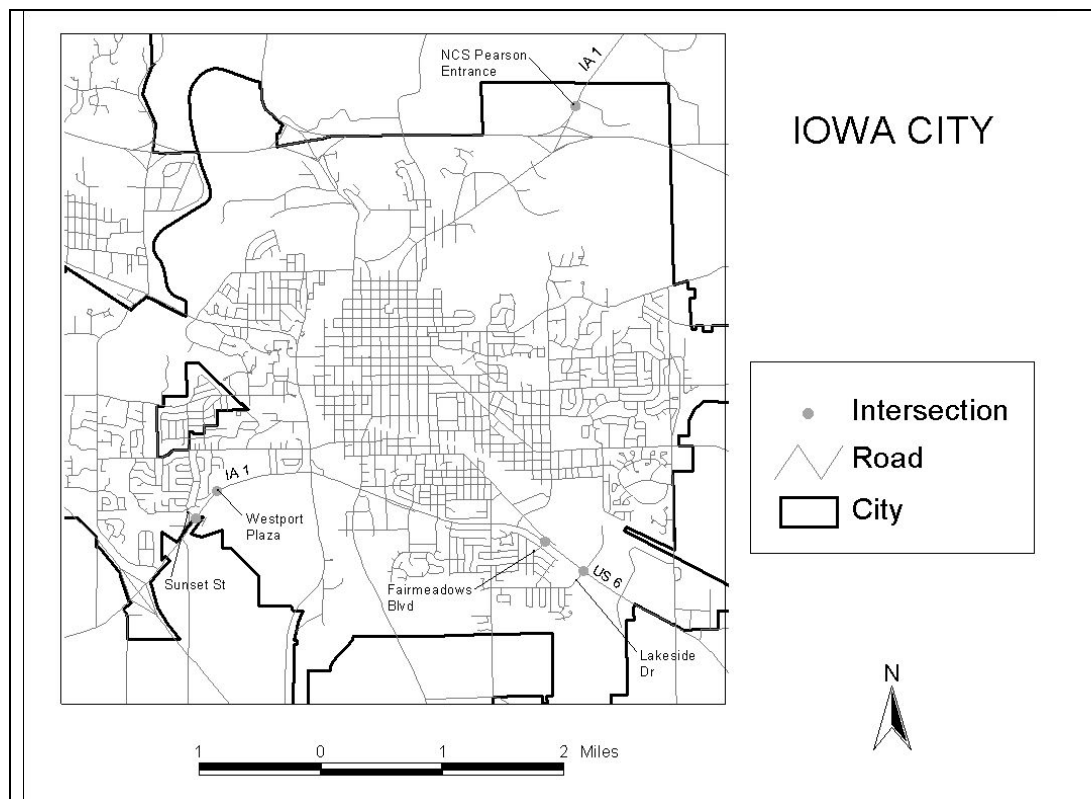 NCS Pearson
Entrance
IA 1
IOWA CITY
Intersection
Road
City
IA 1
Westport
Plaza
Sunset St
Fairmeadows
Blvd
US 6
Lakeside
Dr
N
1 0 1 2 Miles